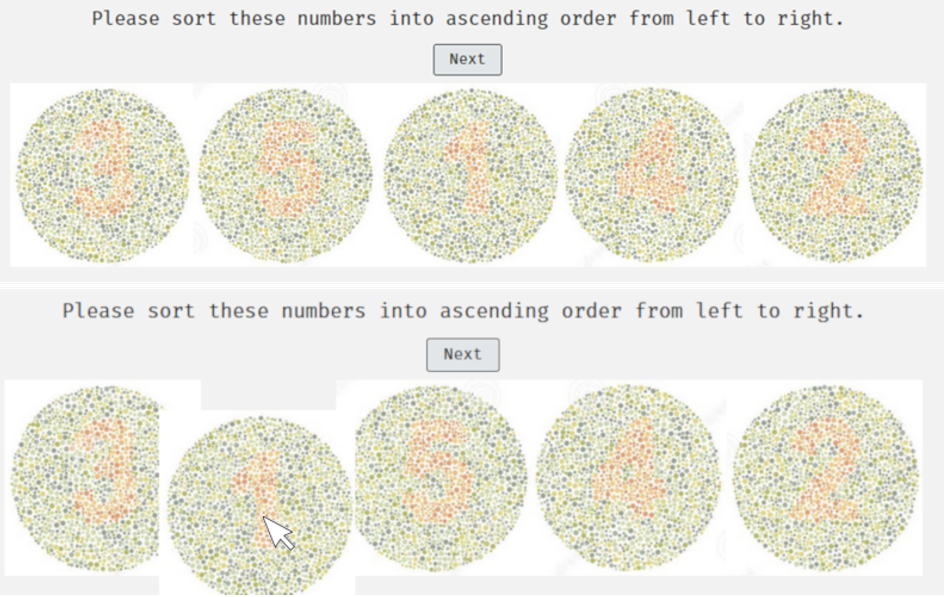 Please sort these numbers into ascending order from left to right.
Next
3 5 1 4 2
Please sort these numbers into ascending order from left to right.
Next
3 1 5 4 2